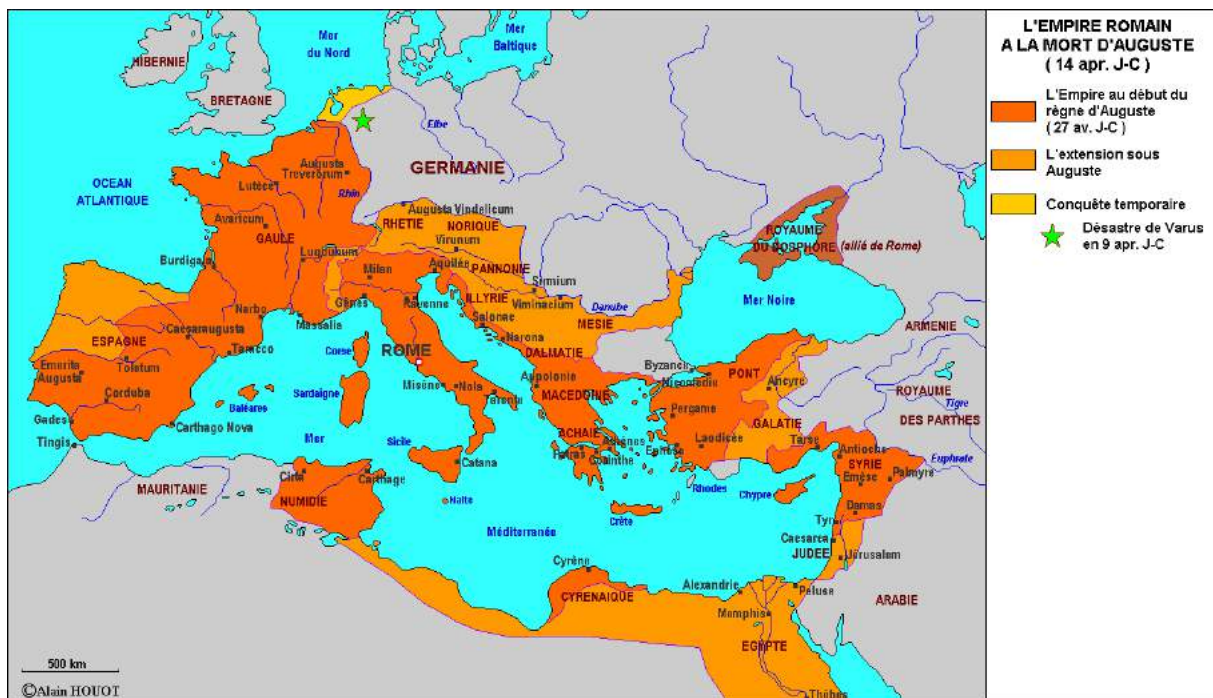 L'EMPIRE ROMAIN
A LA MORT D'AUGUSTE
( 14 apr. J-C )
L'Empire au début du
règne d'Auguste
( 27 av. J-C )
L'extension sous
Auguste
Conquête temporaire
Désastre de Varus
en 9 apr. J-C
Mer
du Nord
Mer
Baltique
HIBERNIE
BRETAGNE
Elbe
GERMANIE
OCEAN
ATLANTIQUE
Augusta
Treverorum
Lutèce
Rhin
Avaricum
GAULE
Augusta Vindelicum
RHETIE
NORIQUE
Virunum
ROYAUME
DU BOSPHORE (allié de Rome)
Burdiga
Lugdunum
Milan
Aquilée
PANNONIE
Sirmium
Gênes
Ravenne
ILLYRIE
Viminacium
Danube
Mer Noire
Narbo
Massalia
Salonae
MESIE
Caesaraugusta
ESPAGNE
Tarraco
Corse
ROME
Narona
DALMATIE
ARMENIE
Toletum
Emerita
Augusta
Byzance
Nicomédie
PONT
Ancyre
ROYAUME
DES PARTHES
Tigre
Corduba
Baléares
Sardaigne
Misène
Nola
Tarente
Appolonie
MACEDOINE
Pergame
GALATIE
Gades
Carthago Nova
Tingis
Mer
Sicile
Catana
ACHAIE
Patras
Athènes
Corinthe
Ephèse
Laodicée
Tarse
Antioche
SYRIE
Euphrate
MAURITANIE
Cirta
Carthage
NUMIDIE
Malte
Rhodes
Chypre
Emèse
Palmyre
Méditerranée
Crète
Damas
Tyr
Caesarea
JUDEE
Jérusalem
Cyrène
CYRENAIQUE
Alexandrie
Peluse
ARABIE
Memphis
EGYPTE
Thèbes
500 km
©Alain HOUOT